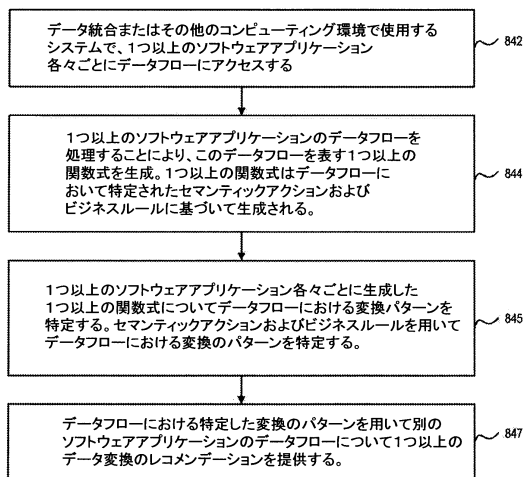 データ統合またはその他のコンピューティング環境で使用する
システムで、1つ以上のソフトウェアアプリケーション
各々ごとにデータフローにアクセスする
842
1つ以上のソフトウェアアプリケーションのデータフローを
処理することにより、このデータフローを表す1つ以上の
関数式を生成。1つ以上の関数式はデータフローに
おいて特定されたセマンティックアクションおよび
ビジネスルールに基づいて生成される。
844
1つ以上のソフトウェアアプリケーション各々ごとに生成した
1つ以上の関数式についてデータフローにおける変換パターンを
特定する。セマンティックアクションおよびビジネスルールを用いて
データフローにおける変換のパターンを特定する。
845
データフローにおける特定した変換のパターンを用いて別の
ソフトウェアアプリケーションのデータフローについて1つ以上の
データ変換のレコメンデーションを提供する。
847